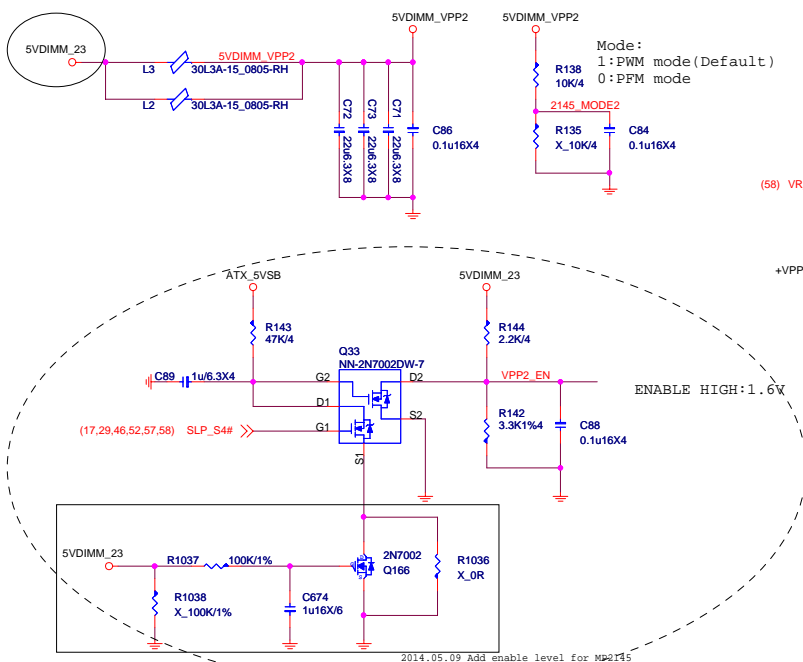 5VDIMM_23
L3
30L3A-15_0805-RH
5VDIMM_VPP2
L2
30L3A-15_0805-RH
5VDIMM_VPP2
C72
22u6.3X8
C73
22u6.3X8
C71
22u6.3X8
C86
0.1u16X4
5VDIMM_VPP2
R138
10K/4
2145_MODE2
R135
X_10K/4
C84
0.1u16X4
Mode:
1:PWM mode(Default)
0:PFM mode
(58) VR
+VPP
ATX_5VSB
R143
47K/4
C89
1u/6.3X4
Q33
NN-2N7002DW-7
G2
D2
D1
S2
G1
S1
(17,29,46,52,57,58) SLP_S4#
5VDIMM_23
R144
2.2K/4
VPP2_EN
ENABLE HIGH:1.6V
R142
3.3K1%4
C88
0.1u16X4
5VDIMM_23
R1037
100K/1%
R1038
X_100K/1%
C674
1u16X/6
2N7002
Q166
R1036
X_0R
2014.05.09 Add enable level for MP2145